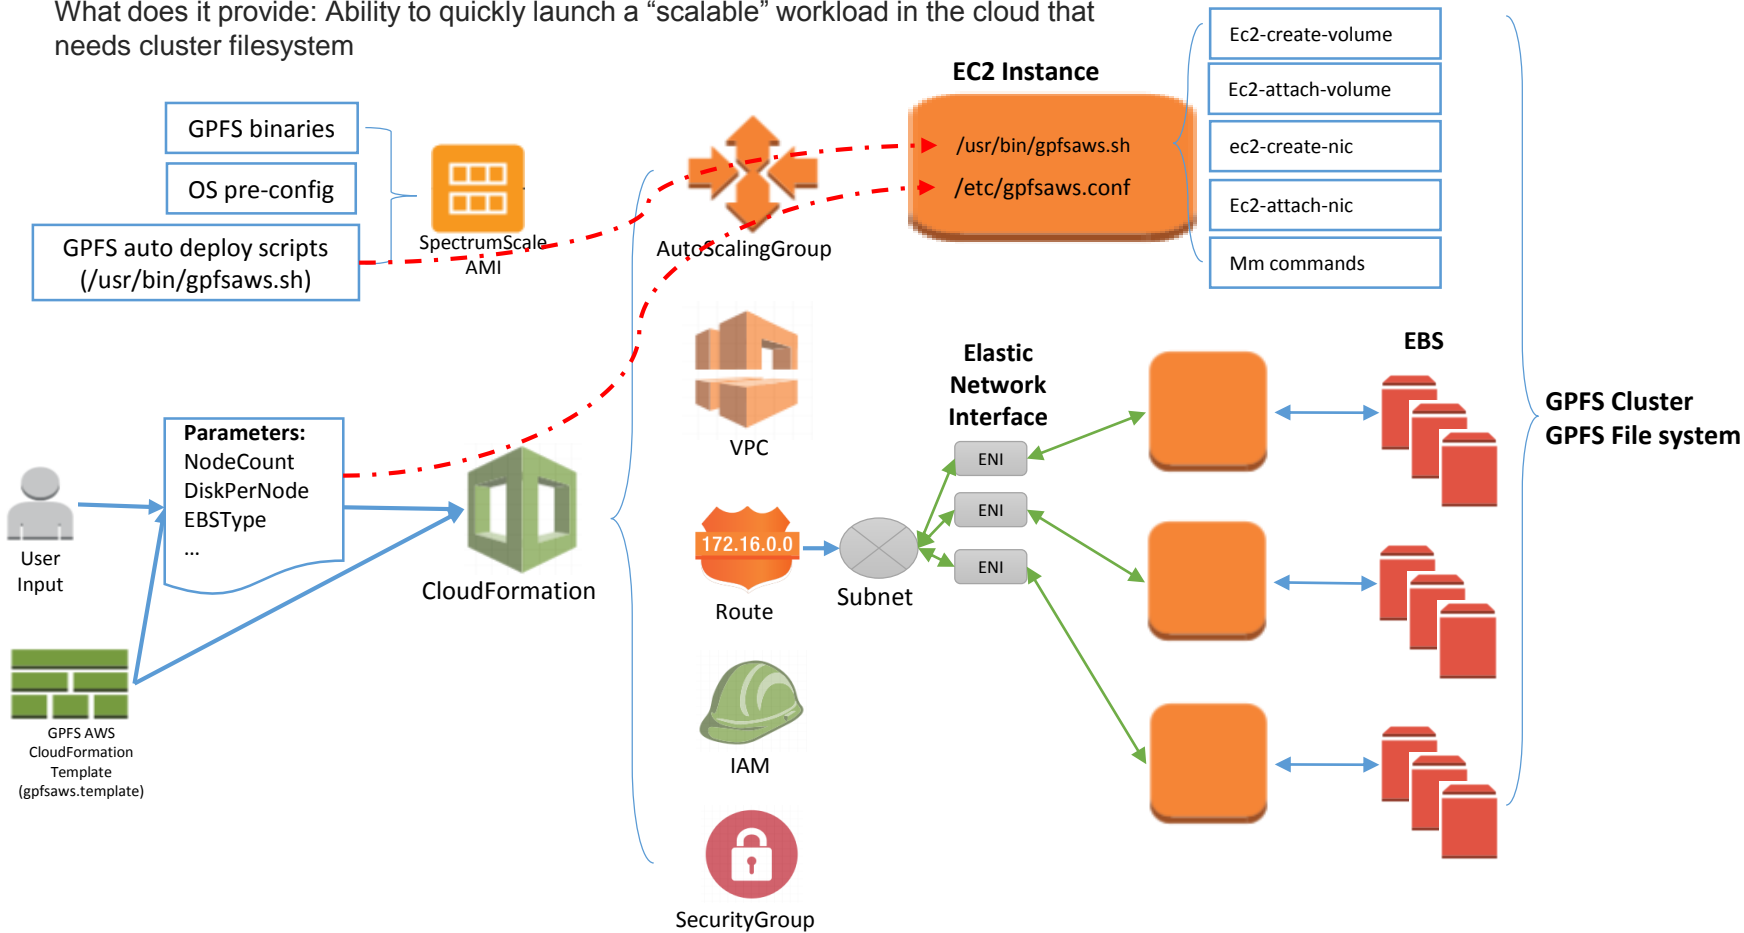 What does it provide: Ability to quickly launch a “scalable” workload in the cloud that
needs cluster filesystem
GPFS binaries
OS pre-config
GPFS auto deploy scripts
(/usr/bin/gpfsaws.sh)
SpectrumScale
AMI
AutoScalingGroup
EC2 Instance
/usr/bin/gpfsaws.sh
/etc/gpfsaws.conf
Ec2-create-volume
Ec2-attach-volume
ec2-create-nic
Ec2-attach-nic
Mm commands
User
Input
Parameters:
NodeCount
DiskPerNode
EBSType
...
GPFS AWS
CloudFormation
Template
(gpfsaws.template)
CloudFormation
VPC
172.16.0.0
Route
IAM
SecurityGroup
Subnet
Elastic
Network
Interface
ENI
ENI
ENI
EBS
GPFS Cluster
GPFS File system